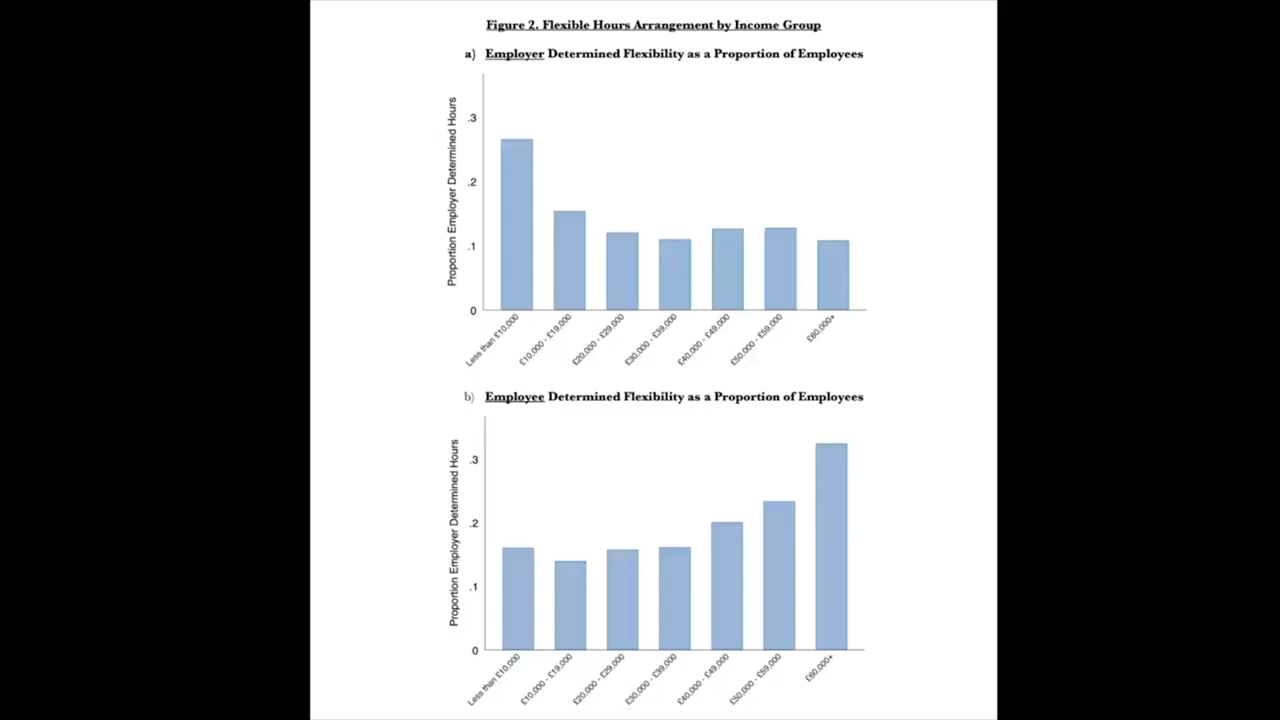 Figure 2. Flexible Hours Arrangement by Income Group
a) Employer Determined Flexibility as a Proportion of Employees
Proportion Employer Determined Hours
.3
.2
.1
0
Less than £10,000
£10,000 - £19,000
£20,000 - £29,000
£30,000 - £39,000
£40,000 - £49,000
£50,000 - £59,000
£60,000+
b) Employee Determined Flexibility as a Proportion of Employees
Proportion Employer Determined Hours
.3
.2
.1
0
Less than £10,000
£10,000 - £19,000
£20,000 - £29,000
£30,000 - £39,000
£40,000 - £49,000
£50,000 - £59,000
£60,000+